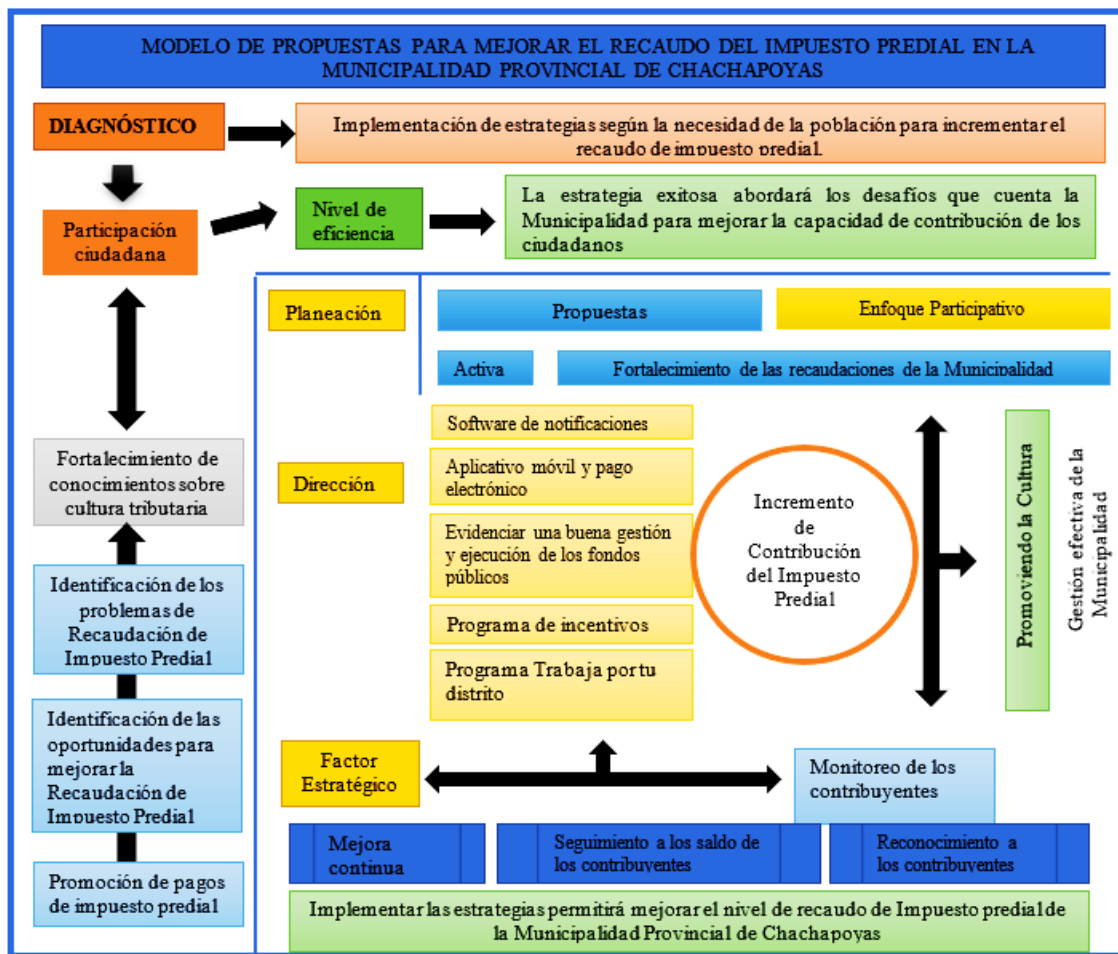 MODELO DE PROPUESTAS PARA MEJORAR EL RECAUDO DEL IMPUESTO PREDIAL EN LA
MUNICIPALIDAD PROVINCIAL DE CHACHAPOYAS
DIAGNÓSTICO
Implementación de estrategias según la necesidad de la población para incrementar el
recaudo de impuesto predial.
Participación
ciudadana
Nivel de
eficiencia
La estrategia exitosa abordará los desafíos que cuenta la
Municipalidad para mejorar la capacidad de contribución de los
ciudadanos
Planeación
Propuestas
Enfoque Participativo
Activa
Fortalecimiento de las recaudaciones de la Municipalidad
Fortalecimiento de
conocimientos sobre
cultura tributaria
Identificación de los
problemas de
Recaudación de
Impuesto Predial
Identificación de las
oportunidades para
mejorar la
Recaudación de
Impuesto Predial
Promoción de pagos
de impuesto predial
Dirección
Software de notificaciones
Aplicativo móvil y pago
electrónico
Evidenciar una buena gestión
y ejecución de los fondos
públicos
Programa de incentivos
Programa Trabaja por tu
distrito
Incremento
de
Contribución
del Impuesto
Predial
Promoviendo la Cultura
Gestión efectiva de la
Municipalidad
Factor
Estratégico
Monitoreo de los
contribuyentes
Mejora
continua
Seguimiento a los saldo de
los contribuyentes
Reconocimiento a
los contribuyentes
Implementar las estrategias permitirá mejorar el nivel de recaudo de Impuesto predial de
la Municipalidad Provincial de Chachapoyas